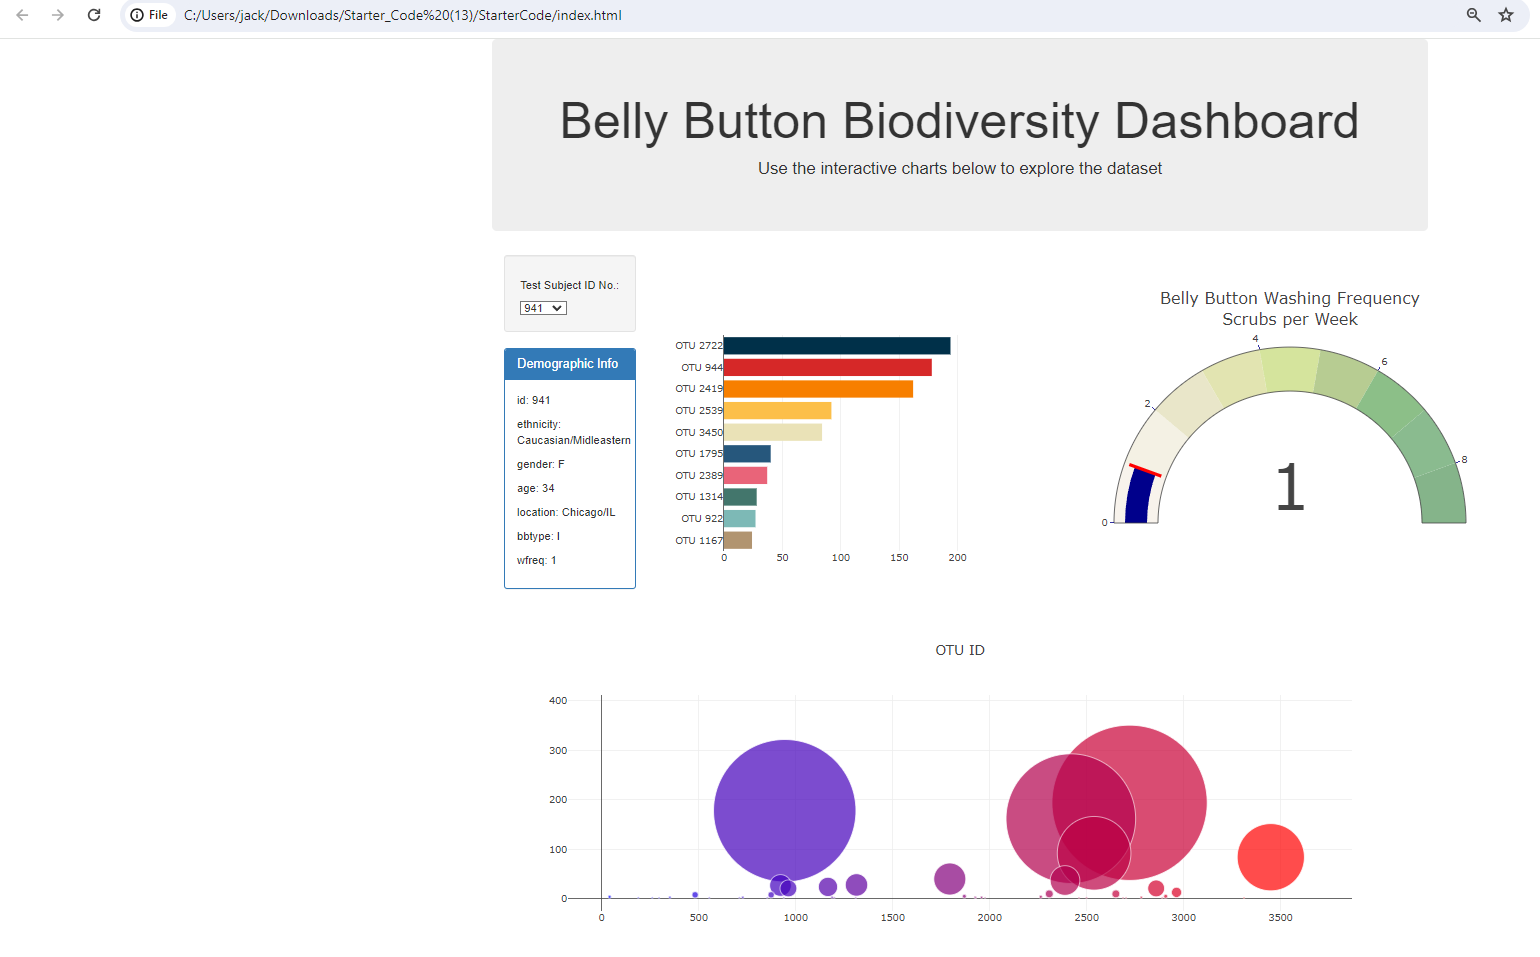 File
C:/Users/jack/Downloads/Starter_Code%20(13)/StarterCode/index.html
Belly Button Biodiversity Dashboard
Use the interactive charts below to explore the dataset
Test Subject ID No.:
941
Demographic Info
id: 941
ethnicity:
Caucasian/Midleastern
gender: F
age: 34
location: Chicago/IL
bbtype: I
wfreq: 1
OTU 2722
OTU 944
OTU 2419
OTU 2539
OTU 3450
OTU 1795
OTU 2389
OTU 1314
OTU 922
OTU 1167
0 50 100 150 200
Belly Button Washing Frequency
Scrubs per Week
0
2
4
6
8
1
OTU ID
400
300
200
100
0
0 500 1000 1500 2000 2500 3000 3500